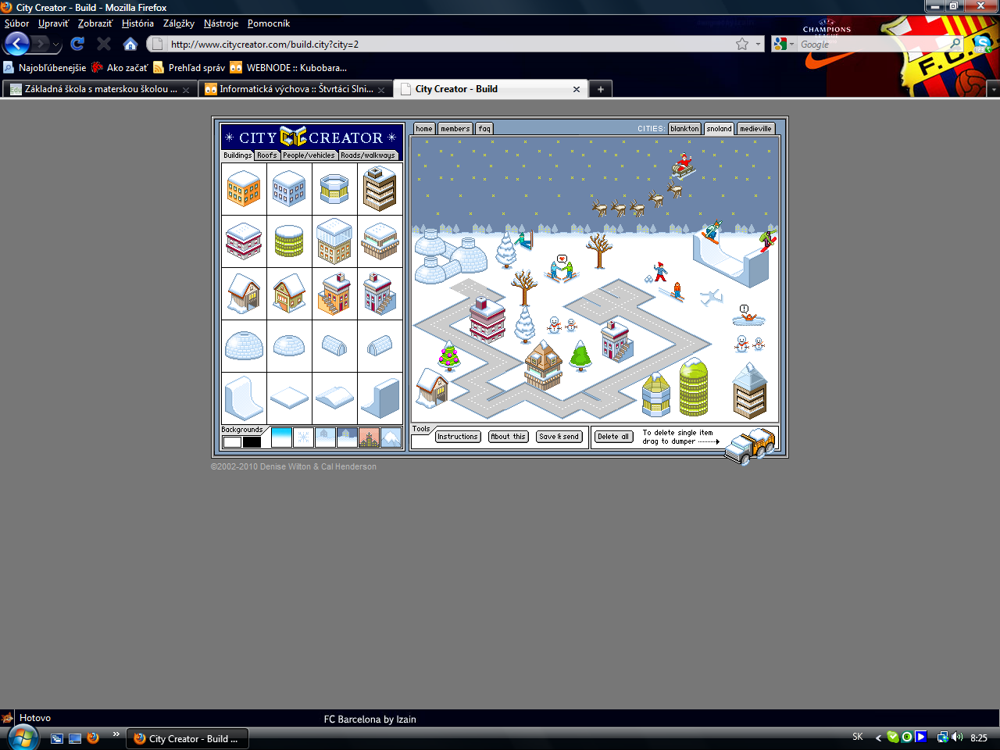 City Creator - Build - Mozilla Firefox
Súbor Upraviť Zobraziť História Záložky Nástroje Pomocník
CHAMPIONS
LEAGUE
http://www.citycreator.com/build.city?city=2
Google
F.C.B
Najobľúbenejšie Ako začať Prehľad správ WEBNODE :: Kubobara...
Edu Základná škola s materskou školou ... Informatická výchova :: Štvrtáci Slni... City Creator - Build
CITY CC CREATOR
home members faq CITIES: blankton snoland medieville
Buildings Roofs People/vehicles Roads/walkways
!
Backgrounds
Tools
Instructions About this Save & send Delete all
To delete single item
drag to dumper
©2002-2010 Denise Wilton & Cal Henderson
Hotovo FC Barcelona by Izain
City Creator - Build ... SK 8:25